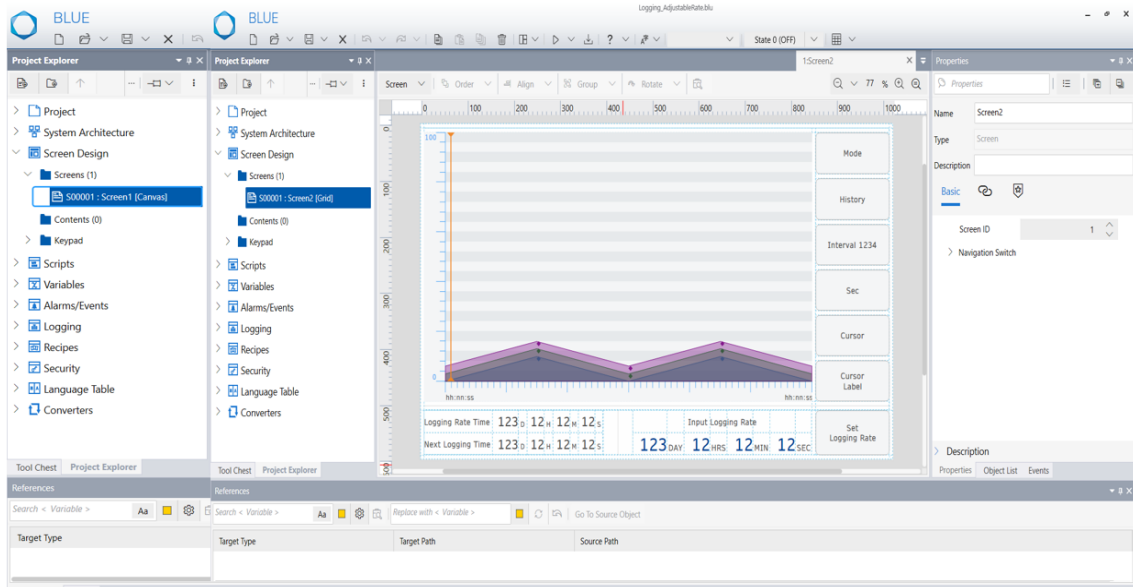 Logging_AdjustableRate.blu
BLUE
BLUE
State 0 (OFF)
Project Explorer
Project Explorer
1:Screen2
Properties
Screen
Order
Align
Group
Rotate
77 %
Properties
Project
System Architecture
Screen Design
Screens (1)
S00001 : Screen1 [Canvas]
Contents (0)
Keypad
Scripts
Variables
Alarms/Events
Logging
Recipes
Security
Language Table
Converters
Tool Chest
Project Explorer
Project
System Architecture
Screen Design
Screens (1)
S00001 : Screen2 [Grid]
Contents (0)
Keypad
Scripts
Variables
Alarms/Events
Logging
Recipes
Security
Language Table
Converters
Tool Chest
Project Explorer
0 100 200 300 400 500 600 700 800 900 1000
0
100
200
300
400
500
100
0
hh:nn:ss
hh:nn:ss
Mode
History
Interval 1234
Sec
Cursor
Cursor
Label
Set
Logging Rate
Logging Rate Time 123 D 12 H 12 M 12 S
Next Logging Time 123 D 12 H 12 M 12 S
Input Logging Rate
123 DAY 12 HRS 12 MIN 12 SEC
Name Screen2
Type Screen
Description
Basic
Screen ID 1
Navigation Switch
Description
Properties
Object List
Events
References
Search < Variable >
Aa
Target Type
References
Search < Variable >
Aa
Replace with < Variable >
Go To Source Object
Target Type
Target Path
Source Path